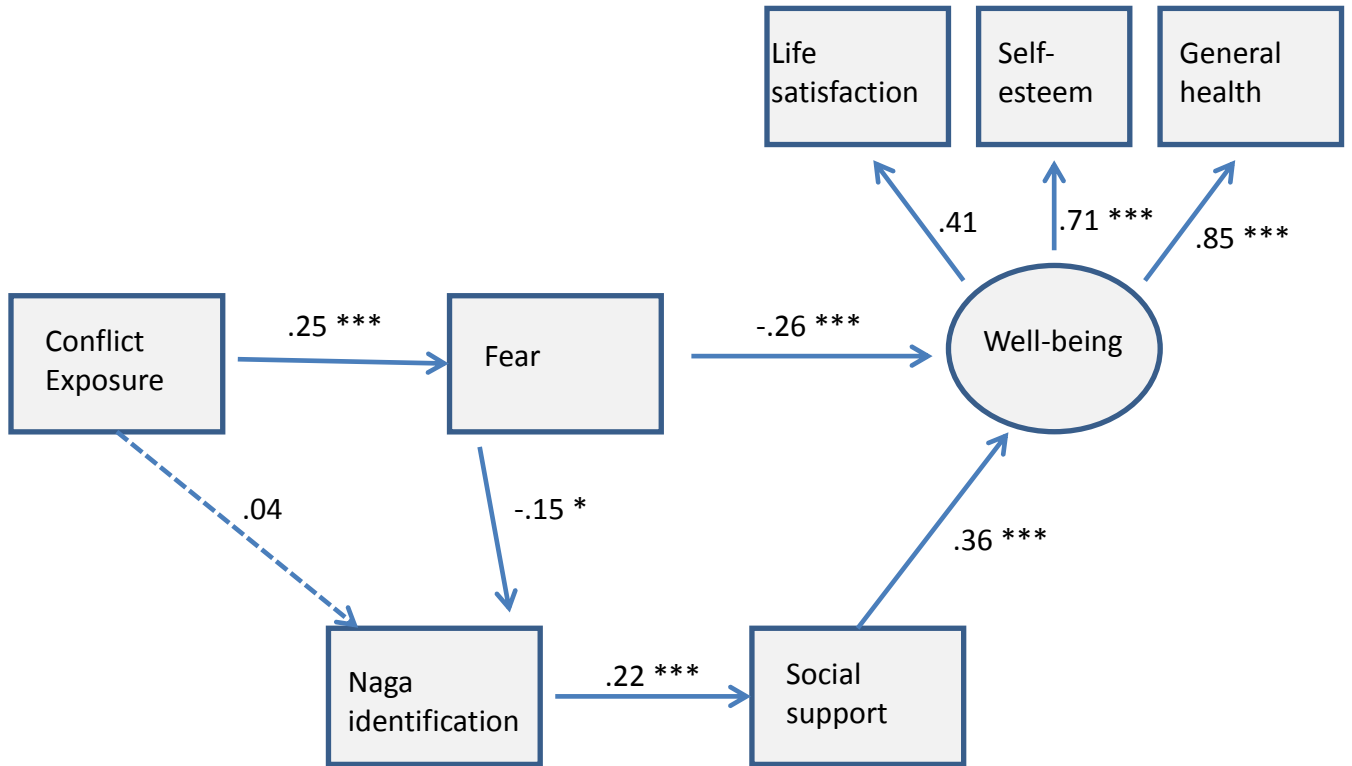 Life
satisfaction
Self-
esteem
General
health
.41
.71 ***
.85 ***
Conflict
Exposure
.25 ***
Fear
-.26 ***
Well-being
.04
-.15 *
.36 ***
Naga
identification
.22 ***
Social
support